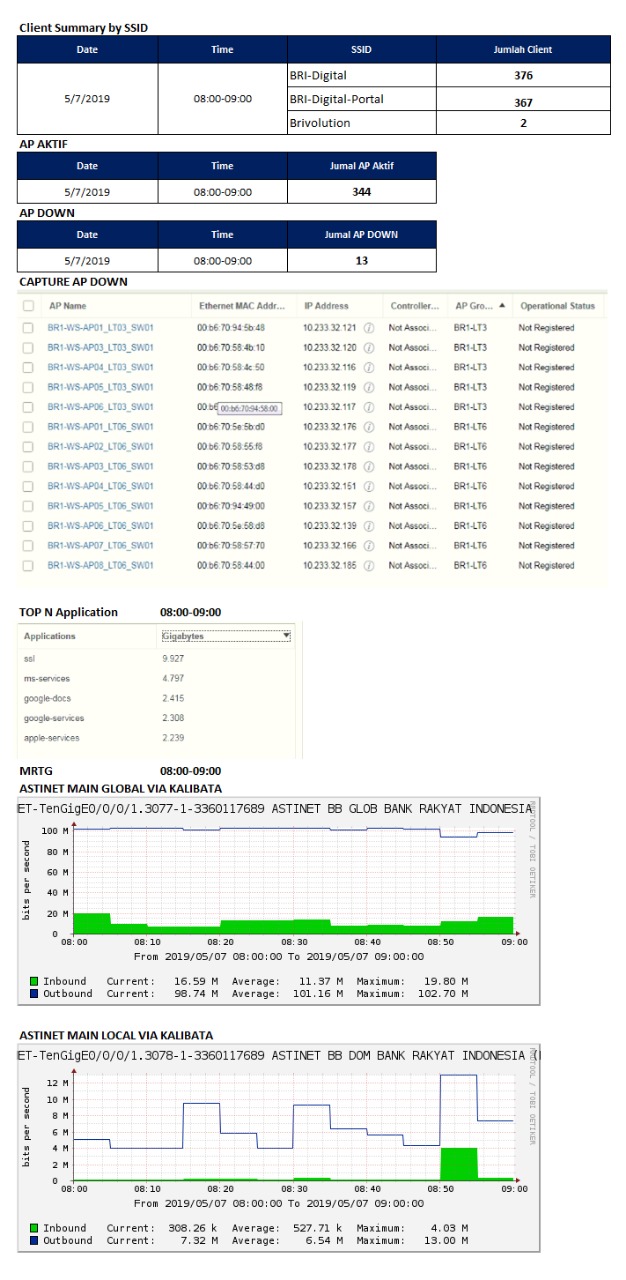 Client Summary by SSID
Date Time SSID Jumlah Client
5/7/2019 08:00-09:00 BRI-Digital 376
BRI-Digital-Portal 367
Brivolution 2
AP AKTIF
Date Time Jumal AP Aktif
5/7/2019 08:00-09:00 344
AP DOWN
Date Time Jumal AP DOWN
5/7/2019 08:00-09:00 13
CAPTURE AP DOWN
AP Name Ethernet MAC Addr... IP Address Controller... AP Gro... Operational Status
BR1-WS-AP01_LT03_SW01 00:b6:70:94:5b:48 10.233.32.121 Not Associ... BR1-LT3 Not Registered
BR1-WS-AP03_LT03_SW01 00:b6:70:58:4b:10 10.233.32.120 Not Associ... BR1-LT3 Not Registered
BR1-WS-AP04_LT03_SW01 00:b6:70:58:4c:50 10.233.32.116 Not Associ... BR1-LT3 Not Registered
BR1-WS-AP05_LT03_SW01 00:b6:70:58:48:f8 10.233.32.119 Not Associ... BR1-LT3 Not Registered
BR1-WS-AP06_LT03_SW01 00:b6 00:b6:70:94:58:00 10.233.32.117 Not Associ... BR1-LT3 Not Registered
BR1-WS-AP01_LT06_SW01 00:b6:70:5e:5b:d0 10.233.32.176 Not Associ... BR1-LT6 Not Registered
BR1-WS-AP02_LT06_SW01 00:b6:70:58:55:f8 10.233.32.177 Not Associ... BR1-LT6 Not Registered
BR1-WS-AP03_LT06_SW01 00:b6:70:58:53:d8 10.233.32.178 Not Associ... BR1-LT6 Not Registered
BR1-WS-AP04_LT06_SW01 00:b6:70:58:44:d0 10.233.32.151 Not Associ... BR1-LT6 Not Registered
BR1-WS-AP05_LT06_SW01 00:b6:70:94:49:00 10.233.32.157 Not Associ... BR1-LT6 Not Registered
BR1-WS-AP06_LT06_SW01 00:b6:70:5e:58:d8 10.233.32.139 Not Associ... BR1-LT6 Not Registered
BR1-WS-AP07_LT06_SW01 00:b6:70:58:57:70 10.233.32.166 Not Associ... BR1-LT6 Not Registered
BR1-WS-AP08_LT06_SW01 00:b6:70:58:44:00 10.233.32.185 Not Associ... BR1-LT6 Not Registered
TOP N Application 08:00-09:00
Applications Gigabytes
ssl 9.927
ms-services 4.797
google-docs 2.415
google-services 2.308
apple-services 2.239
MRTG 08:00-09:00
ASTINET MAIN GLOBAL VIA KALIBATA
ET-TenGigE0/0/0/1.3077-1-3360117689 ASTINET BB GLOB BANK RAKYAT INDONESIA
RRDTOOL / TOBI OETIKER
bits per second
100 M
80 M
60 M
40 M
20 M
0
08:00 08:10 08:20 08:30 08:40 08:50 09:00
From 2019/05/07 08:00:00 To 2019/05/07 09:00:00
Inbound Current: 16.59 M Average: 11.37 M Maximum: 19.80 M
Outbound Current: 98.74 M Average: 101.16 M Maximum: 102.70 M
ASTINET MAIN LOCAL VIA KALIBATA
ET-TenGigE0/0/0/1.3078-1-3360117689 ASTINET BB DOM BANK RAKYAT INDONESIA (
RRDTOOL / TOBI OETIKER
bits per second
12 M
10 M
8 M
6 M
4 M
2 M
0
08:00 08:10 08:20 08:30 08:40 08:50 09:00
From 2019/05/07 08:00:00 To 2019/05/07 09:00:00
Inbound Current: 308.26 k Average: 527.71 k Maximum: 4.03 M
Outbound Current: 7.32 M Average: 6.54 M Maximum: 13.00 M